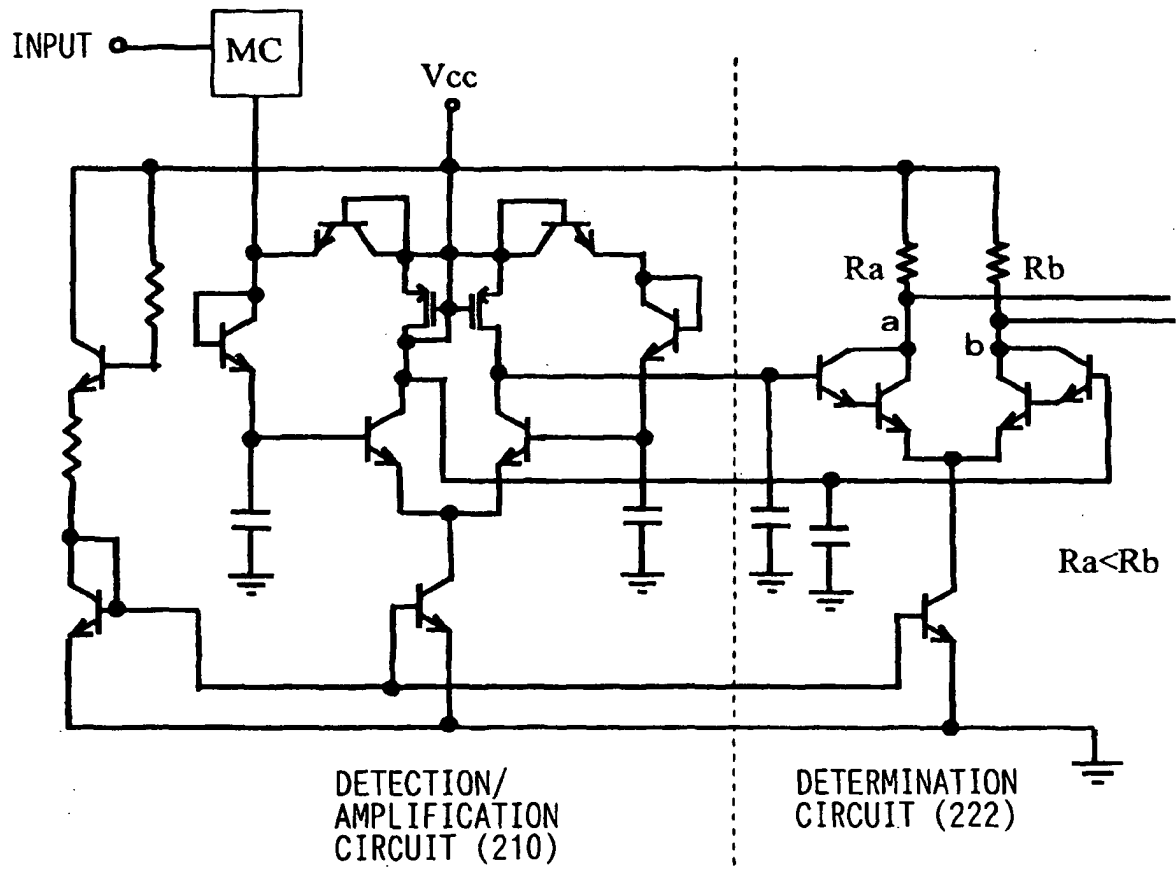 INPUT
MC
Vcc
Ra
Rb
a
b
Ra<Rb
DETECTION/
AMPLIFICATION
CIRCUIT (210)
DETERMINATION
CIRCUIT (222)